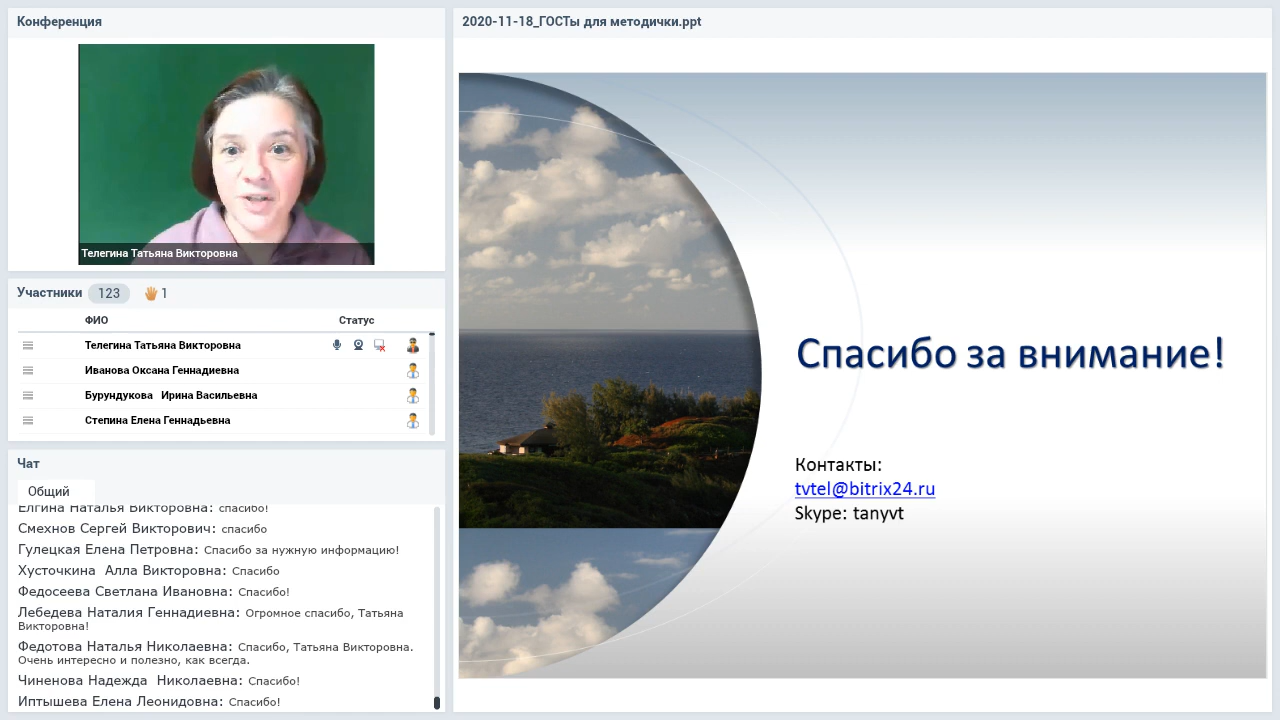 Конференция
Телегина Татьяна Викторовна
Участники 123 1
ФИО Статус
Телегина Татьяна Викторовна
Иванова Оксана Геннадиевна
Бурундукова Ирина Васильевна
Степина Елена Геннадьевна
Чат
Общий
Елгина Наталья Викторовна: спасибо!
Смехнов Сергей Викторович: спасибо
Гулецкая Елена Петровна: Спасибо за нужную информацию!
Хусточкина Алла Викторовна: Спасибо
Федосеева Светлана Ивановна: Спасибо!
Лебедева Наталия Геннадиевна: Огромное спасибо, Татьяна
Викторовна!
Федотова Наталья Николаевна: Спасибо, Татьяна Викторовна.
Очень интересно и полезно, как всегда.
Чиненова Надежда Николаевна: Спасибо!
Иптышева Елена Леонидовна: Спасибо!
2020-11-18_ГОСТы для методички.ppt
Спасибо за внимание!
Контакты:
tvtel@bitrix24.ru
Skype: tanyvt